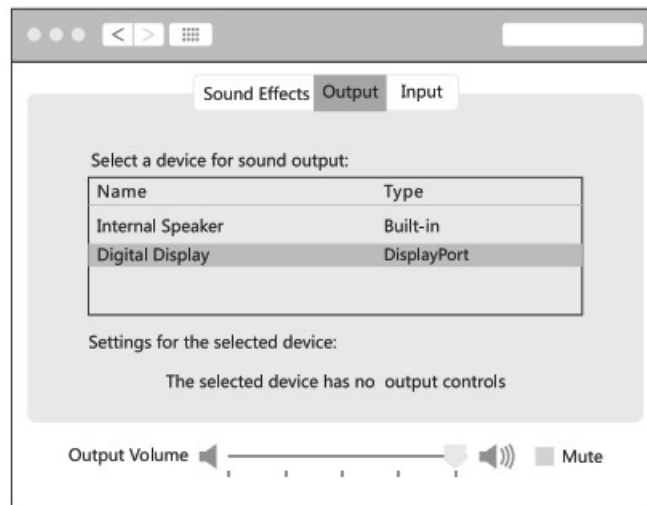 Sound Effects Output Input
Select a device for sound output:
Name Type
Internal Speaker Built-in
Digital Display DisplayPort
Settings for the selected device:
The selected device has no output controls
Output Volume Mute